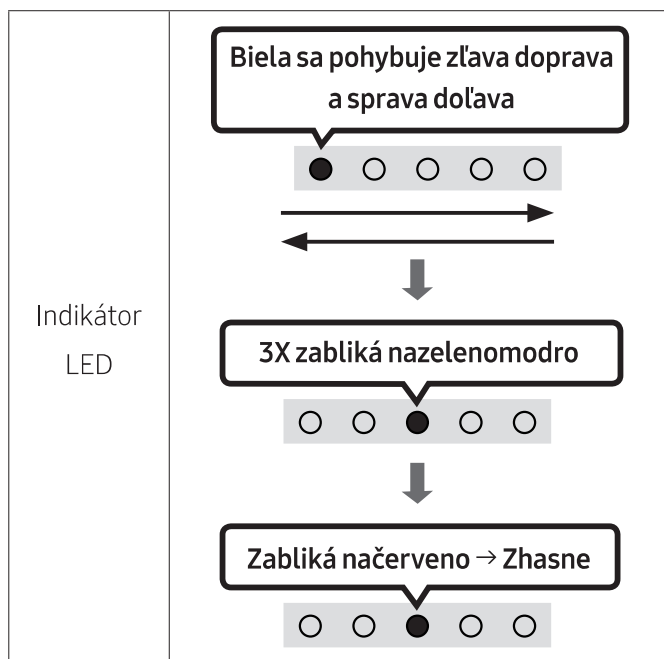 Biela sa pohybuje zľava doprava
a sprava doľava
Indikátor
LED
3X zabliká nazelenomodro
Zabliká načerveno → Zhasne